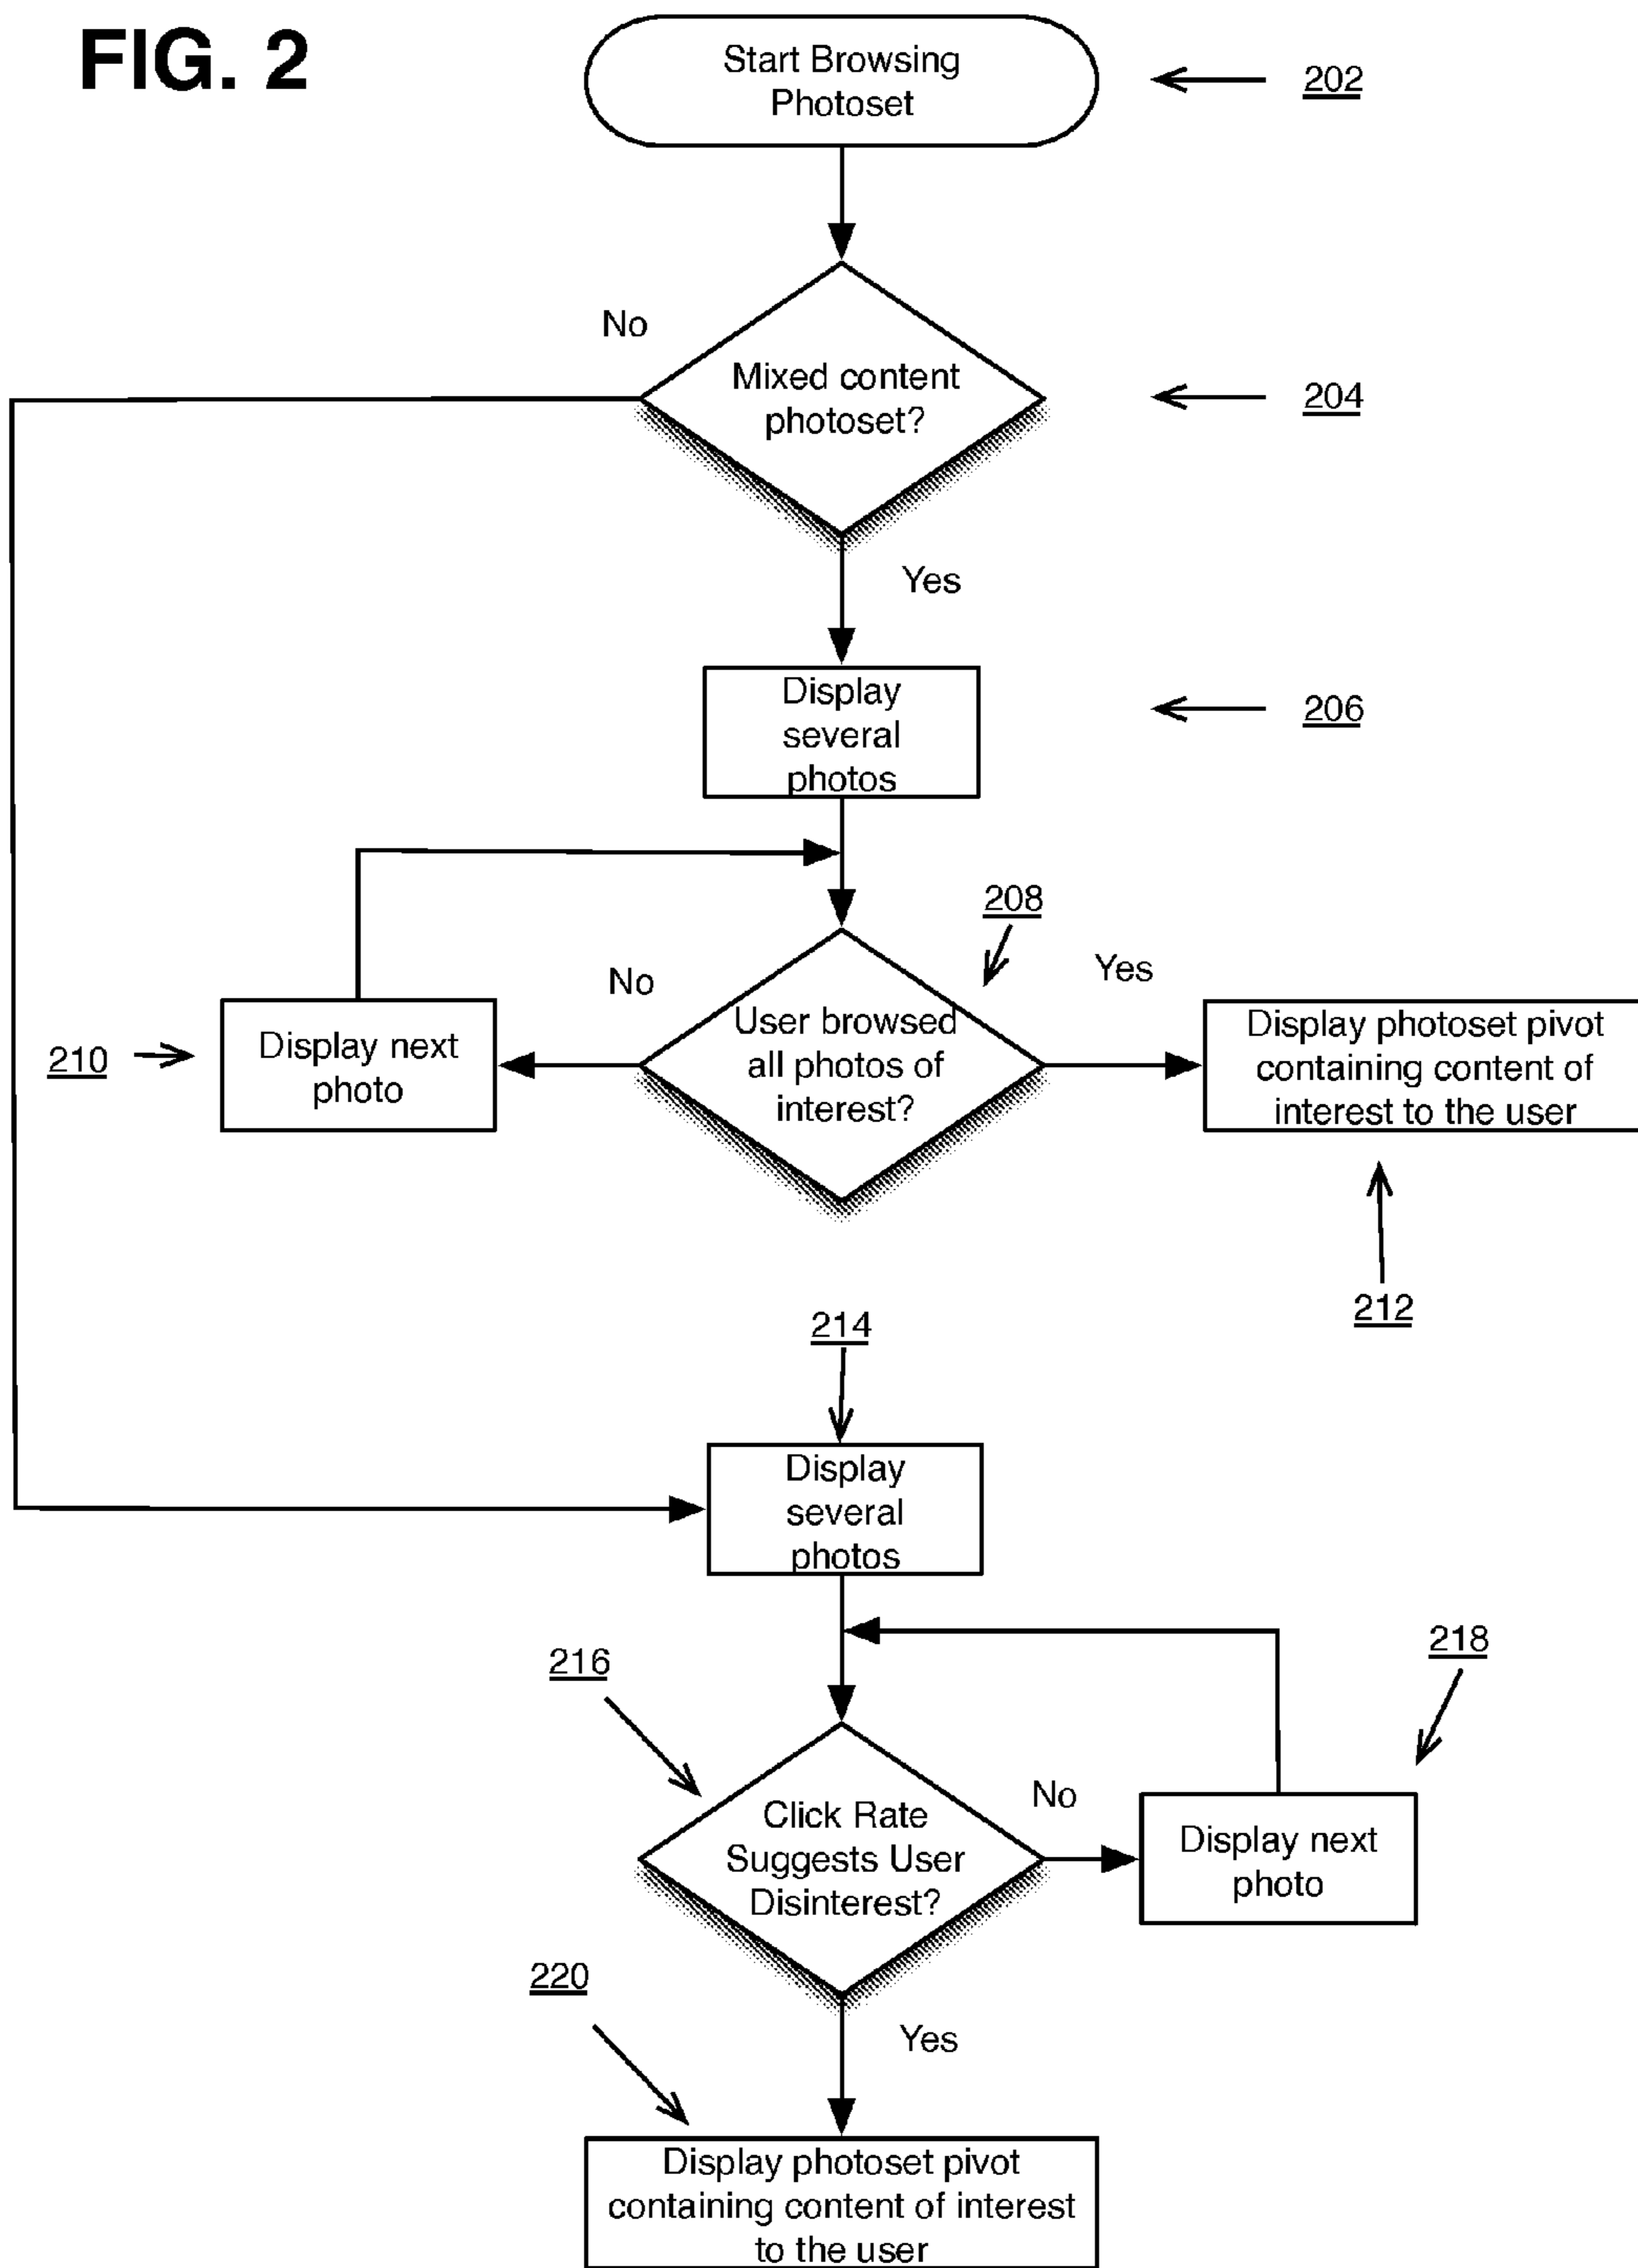 FIG. 2
Start Browsing
Photoset
202
No
Mixed content
photoset?
204
Yes
Display
several
photos
206
208
No
Yes
User browsed
all photos of
interest?
210
Display next
photo
Display photoset pivot
containing content of
interest to the user
212
214
Display
several
photos
216
218
Click Rate
Suggests User
Disinterest?
No
Display next
photo
220
Yes
Display photoset pivot
containing content of interest
to the user